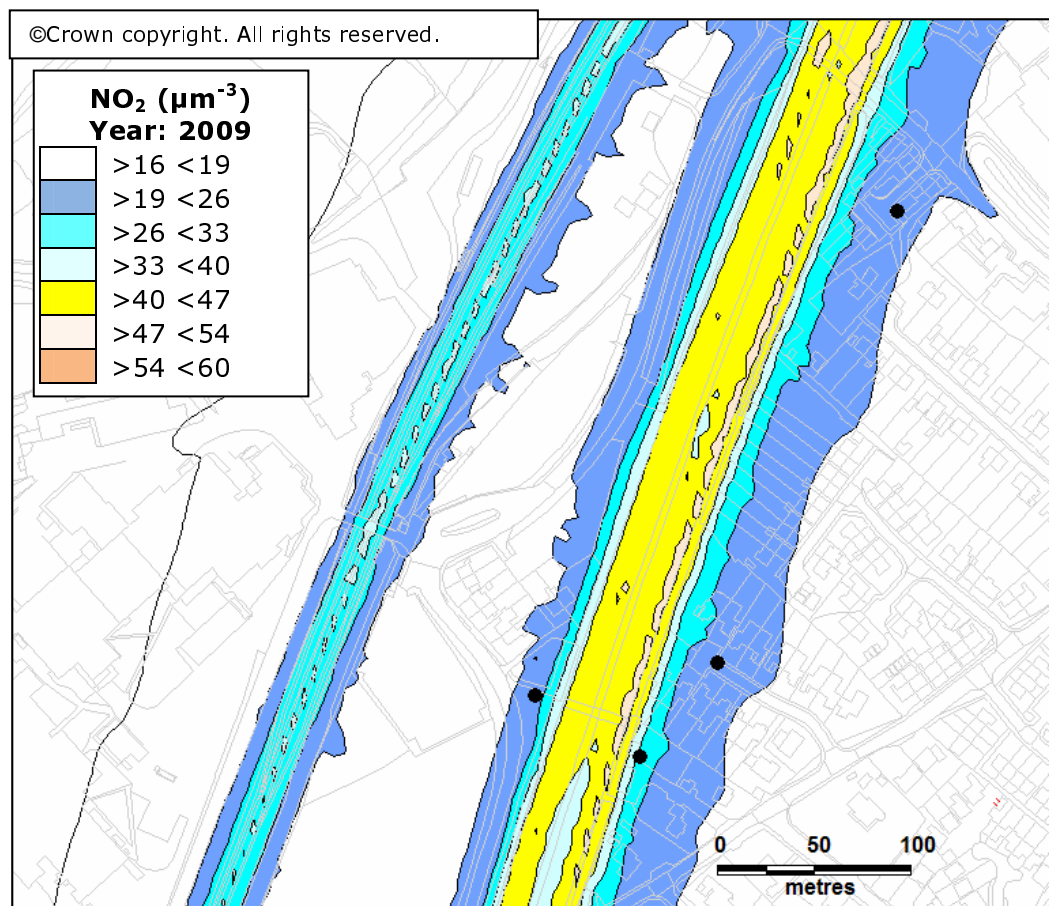 ©Crown copyright. All rights reserved.
NO₂ (µm⁻³)
Year: 2009
>16 <19
>19 <26
>26 <33
>33 <40
>40 <47
>47 <54
>54 <60
0 50 100
metres